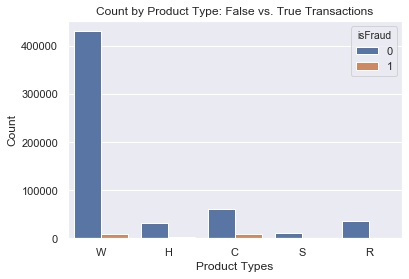 Count by Product Type: False vs. True Transactions
isFraud
0
1
400000
300000
200000
100000
0
Count
W H C S R
Product Types